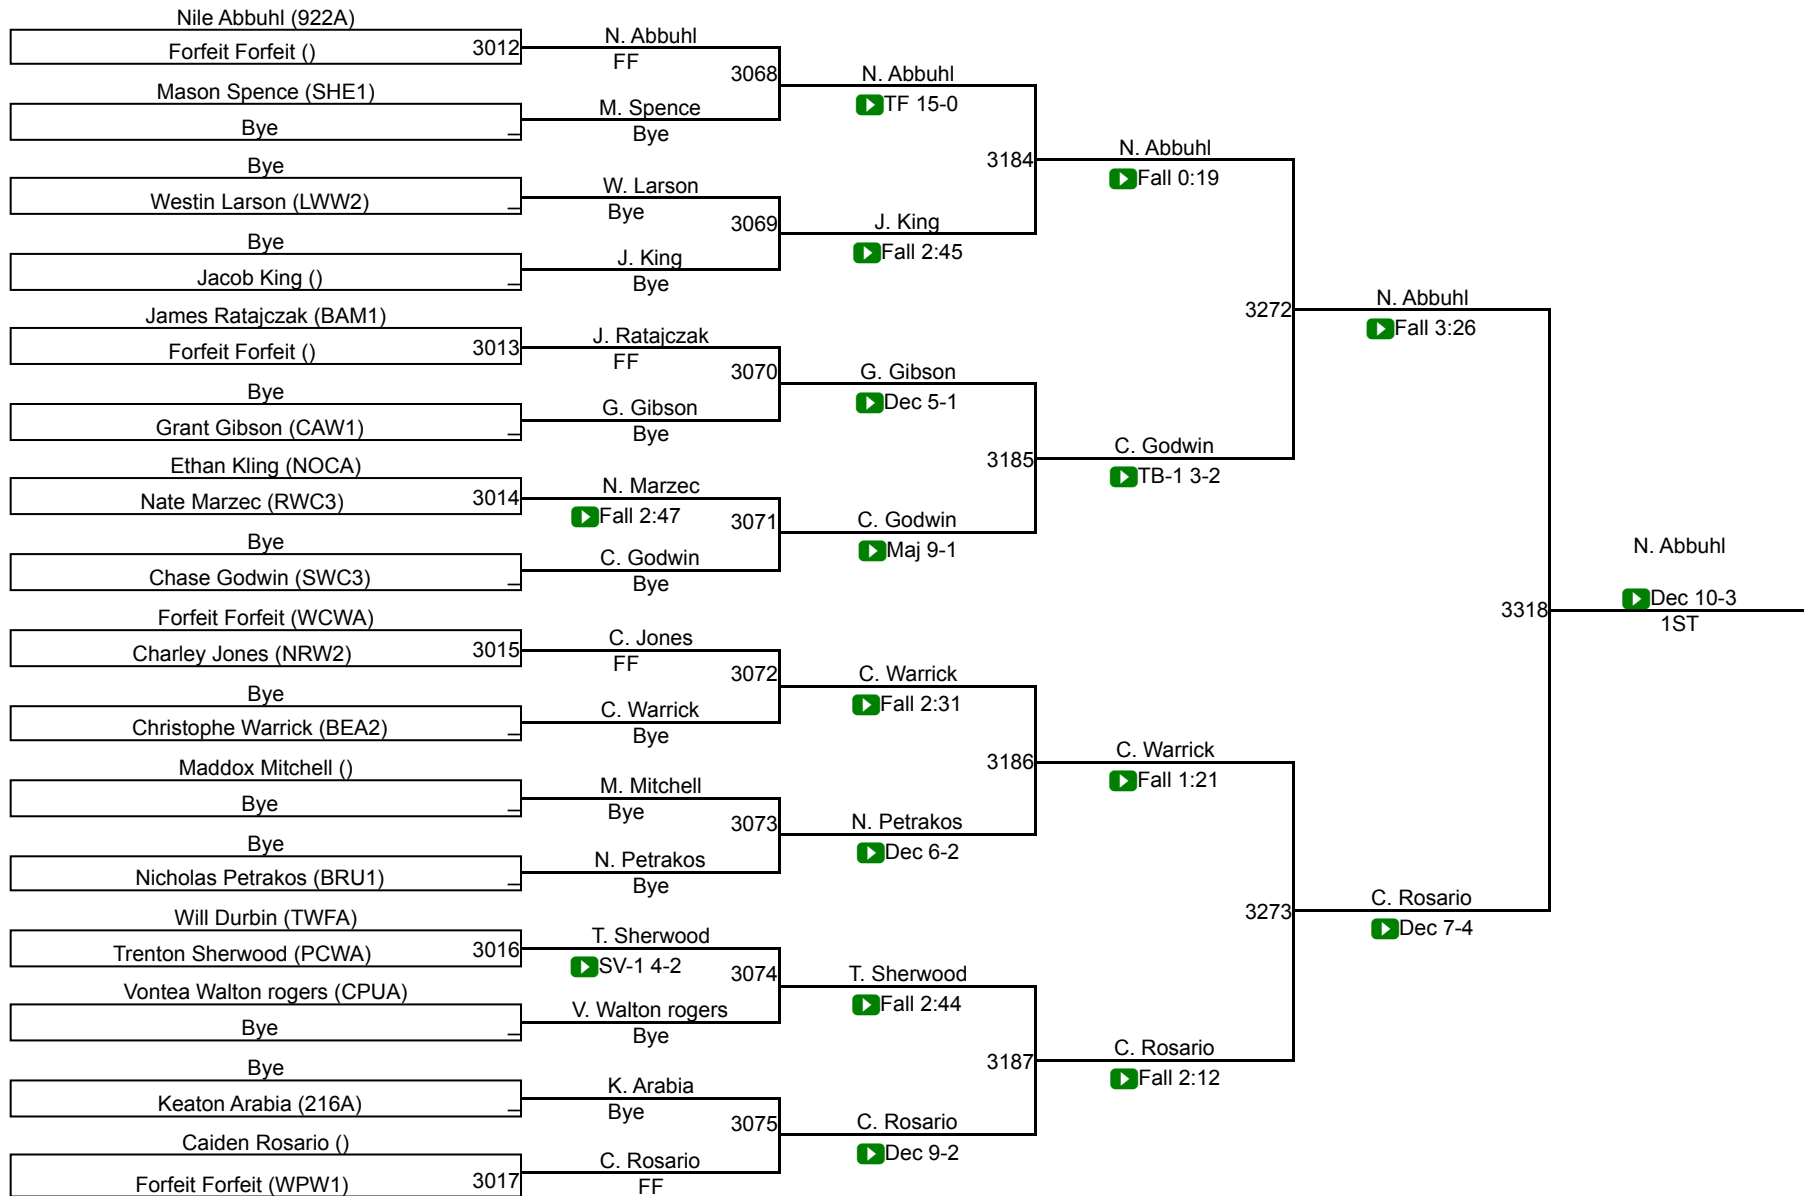 Nile Abbuhl (922A)
Forfeit Forfeit ()
3012
Mason Spence (SHE1)
Bye
Bye
Westin Larson (LWW2)
Bye
Jacob King ()
James Ratajczak (BAM1)
Forfeit Forfeit ()
3013
Bye
Grant Gibson (CAW1)
Ethan Kling (NOCA)
Nate Marzec (RWC3)
3014
Bye
Chase Godwin (SWC3)
Forfeit Forfeit (WCWA)
Charley Jones (NRW2)
3015
Bye
Christophe Warrick (BEA2)
Maddox Mitchell ()
Bye
Bye
Nicholas Petrakos (BRU1)
Will Durbin (TWFA)
Trenton Sherwood (PCWA)
3016
Vontea Walton rogers (CPUA)
Bye
Bye
Keaton Arabia (216A)
Caiden Rosario ()
Forfeit Forfeit (WPW1)
3017
N. Abbuhl
FF
3068
M. Spence
Bye
W. Larson
Bye
3069
J. King
Bye
J. Ratajczak
FF
3070
G. Gibson
Bye
N. Marzec
Fall 2:47
3071
C. Godwin
Bye
C. Jones
FF
3072
C. Warrick
Bye
M. Mitchell
Bye
3073
N. Petrakos
Bye
T. Sherwood
SV-1 4-2
3074
V. Walton rogers
Bye
K. Arabia
Bye
3075
C. Rosario
FF
N. Abbuhl
TF 15-0
3184
J. King
Fall 2:45
G. Gibson
Dec 5-1
3185
C. Godwin
Maj 9-1
C. Warrick
Fall 2:31
3186
N. Petrakos
Dec 6-2
T. Sherwood
Fall 2:44
3187
C. Rosario
Dec 9-2
N. Abbuhl
Fall 0:19
3272
C. Godwin
TB-1 3-2
C. Warrick
Fall 1:21
3273
C. Rosario
Fall 2:12
N. Abbuhl
Fall 3:26
3318
C. Rosario
Dec 7-4
N. Abbuhl
Dec 10-3
1ST